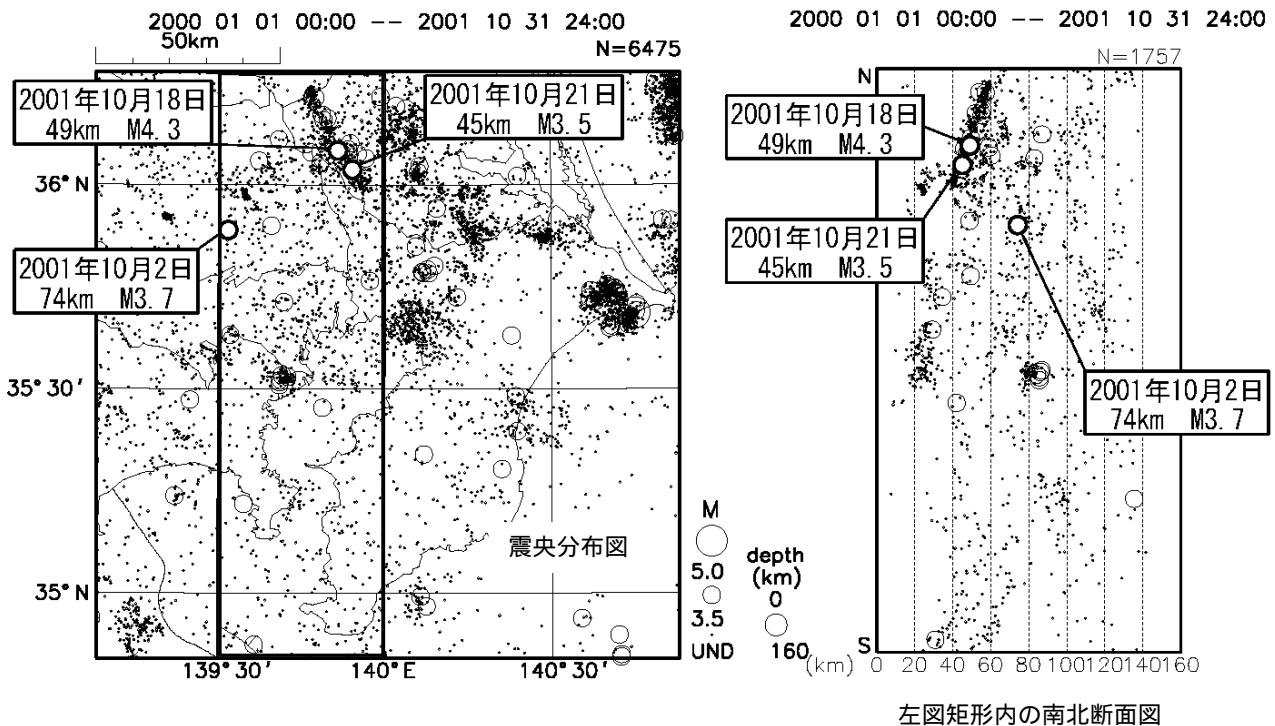 2000 01 01 00:00 -- 2001 10 31 24:00
50km
N=6475
2001年10月18日
49km M4.3
2001年10月21日
45km M3.5
36° N
2001年10月2日
74km M3.7
35° 30′
35° N
139° 30′
140° E
140° 30′
震央分布図
M
5.0
3.5
UND
depth
(km)
0
160
2000 01 01 00:00 -- 2001 10 31 24:00
N=1757
N
2001年10月18日
49km M4.3
2001年10月21日
45km M3.5
2001年10月2日
74km M3.7
S
(km) 0 20 40 60 80 100 120 140 160
左図矩形内の南北断面図